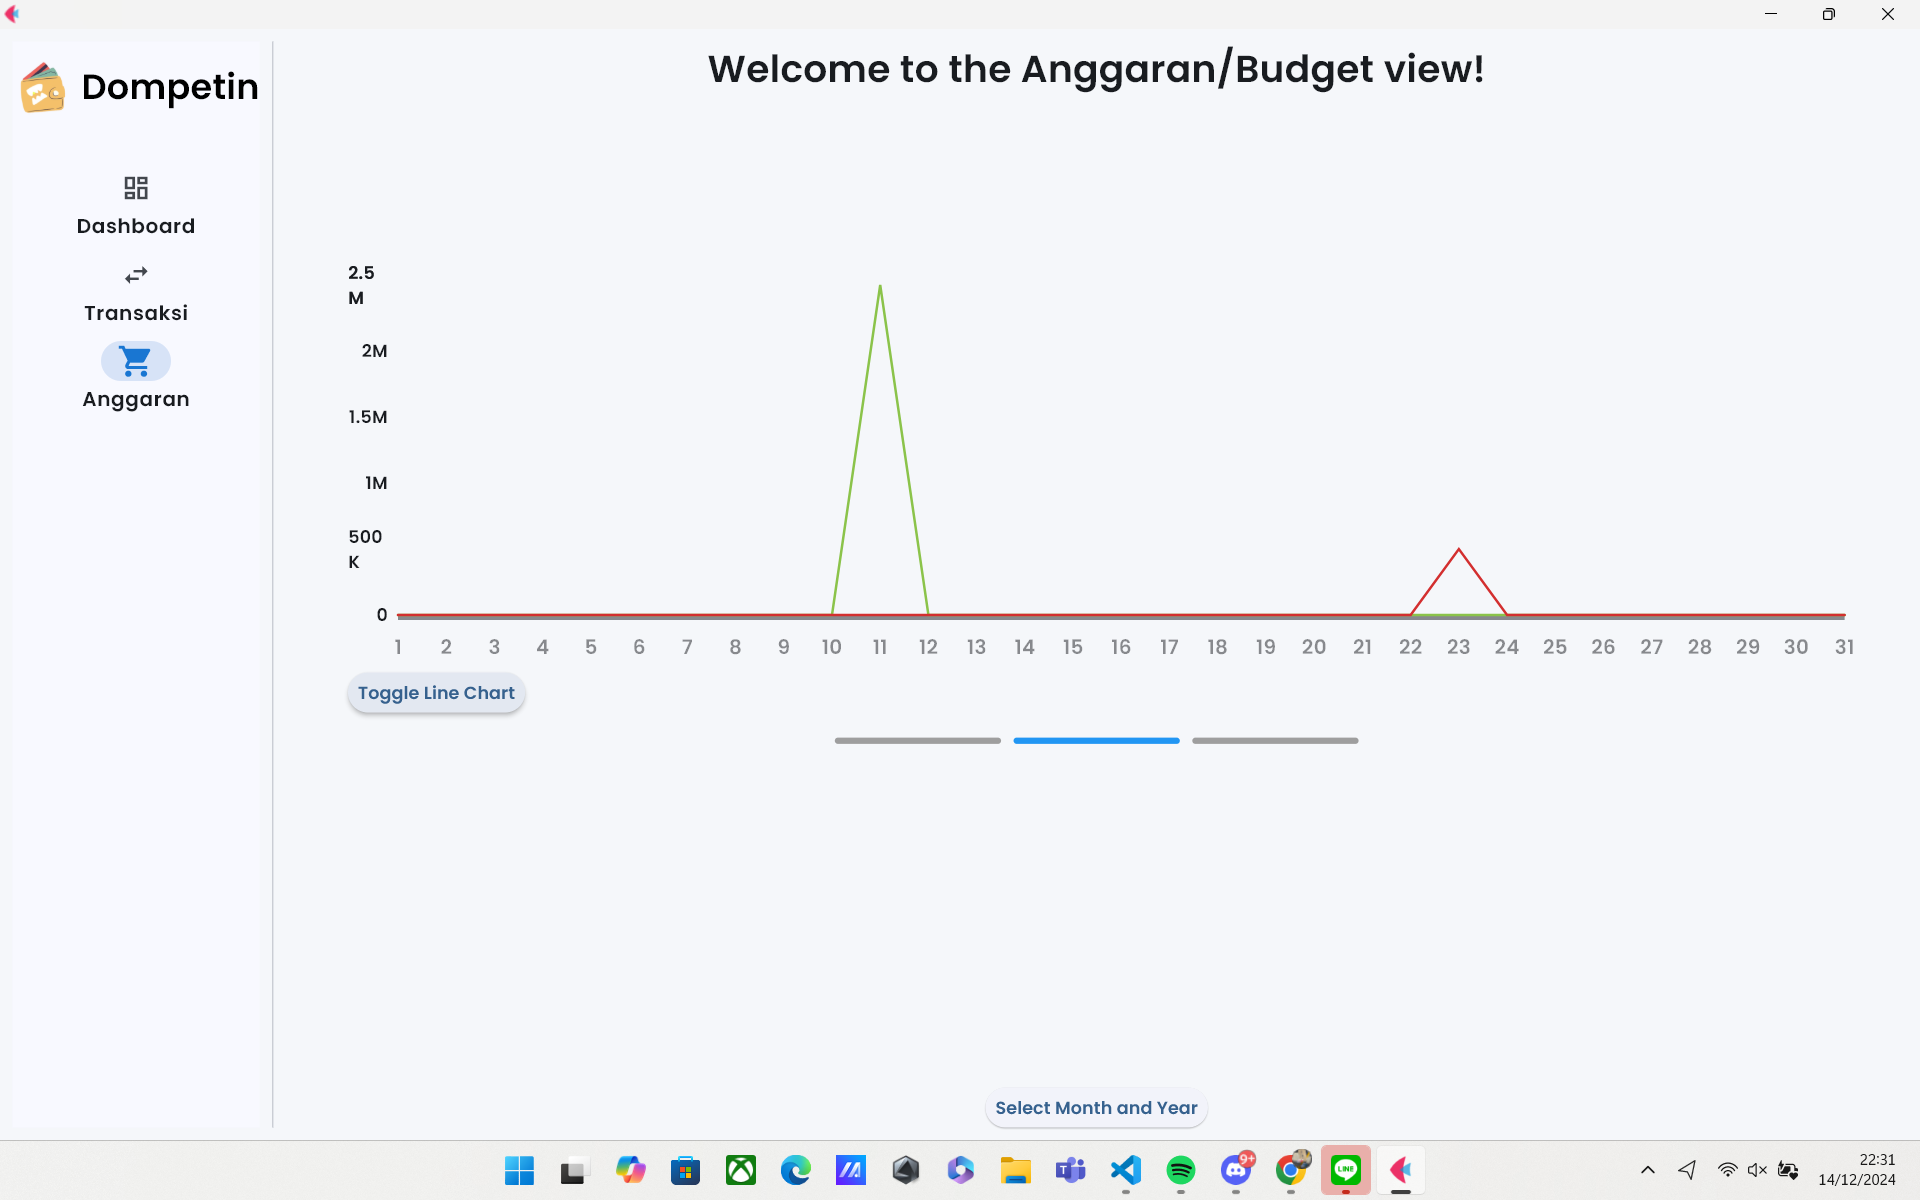 Dompetin
Welcome to the Anggaran/Budget view!
Dashboard
Transaksi
Anggaran
2.5
M
2M
1.5M
1M
500
K
0
1 2 3 4 5 6 7 8 9 10 11 12 13 14 15 16 17 18 19 20 21 22 23 24 25 26 27 28 29 30 31
Toggle Line Chart
Select Month and Year
9+
LINE
22:31
14/12/2024